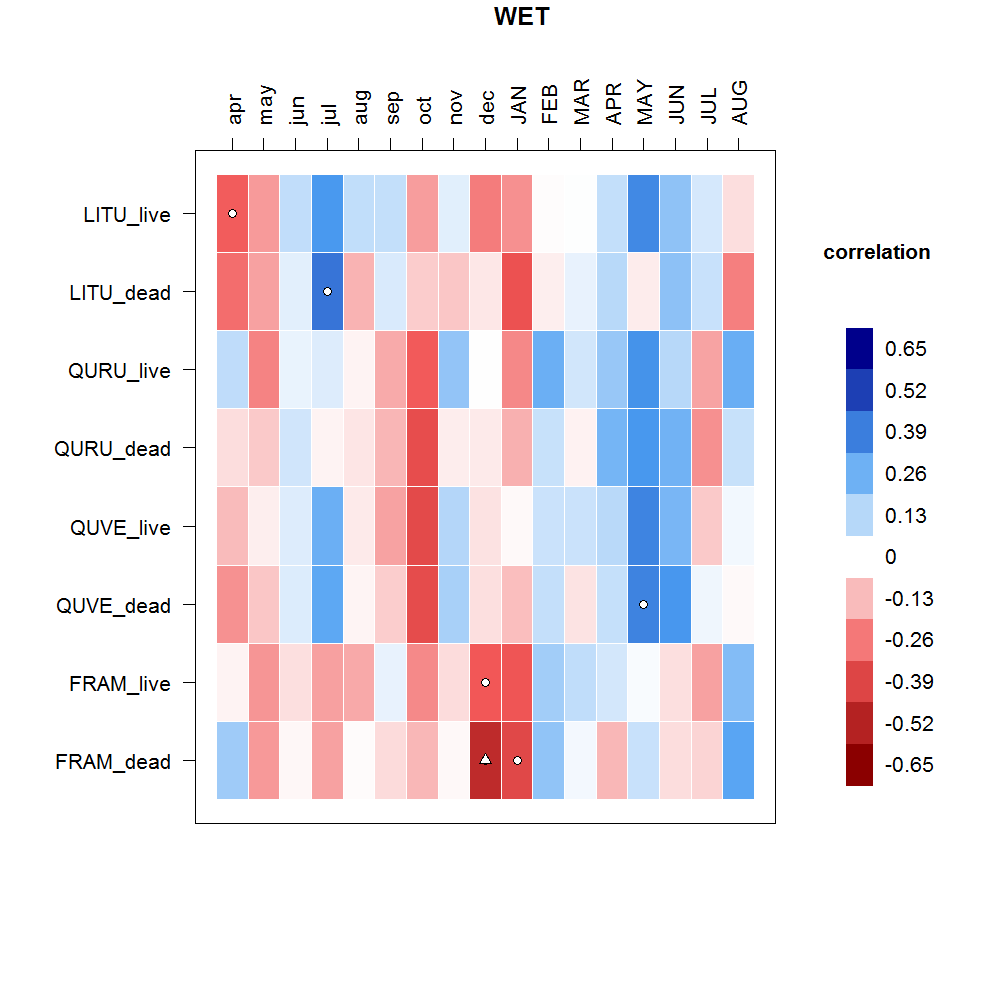 WET
apr may jun jul aug sep oct nov dec JAN FEB MAR APR MAY JUN JUL AUG
LITU_live
LITU_dead
QURU_live
QURU_dead
QUVE_live
QUVE_dead
FRAM_live
FRAM_dead
correlation
0.65
0.52
0.39
0.26
0.13
0
-0.13
-0.26
-0.39
-0.52
-0.65